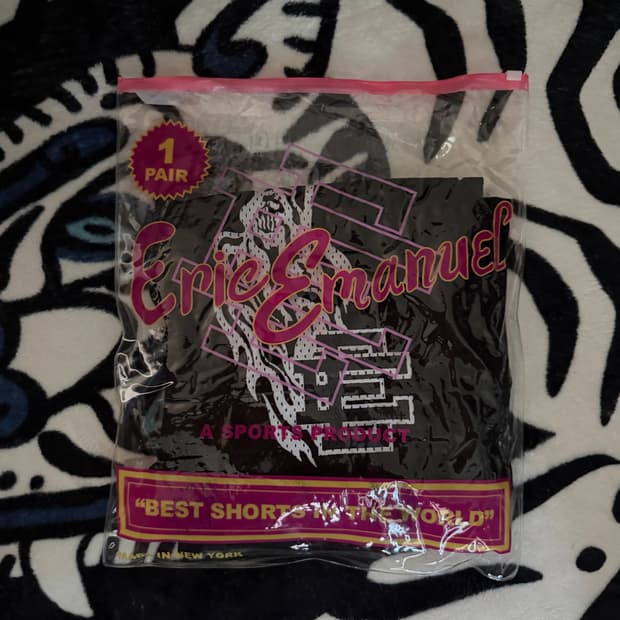 1
PAIR
Eric Emanuel
A SPORTS PRODUCT
"BEST SHORTS IN THE WORLD"
MADE IN NEW YORK